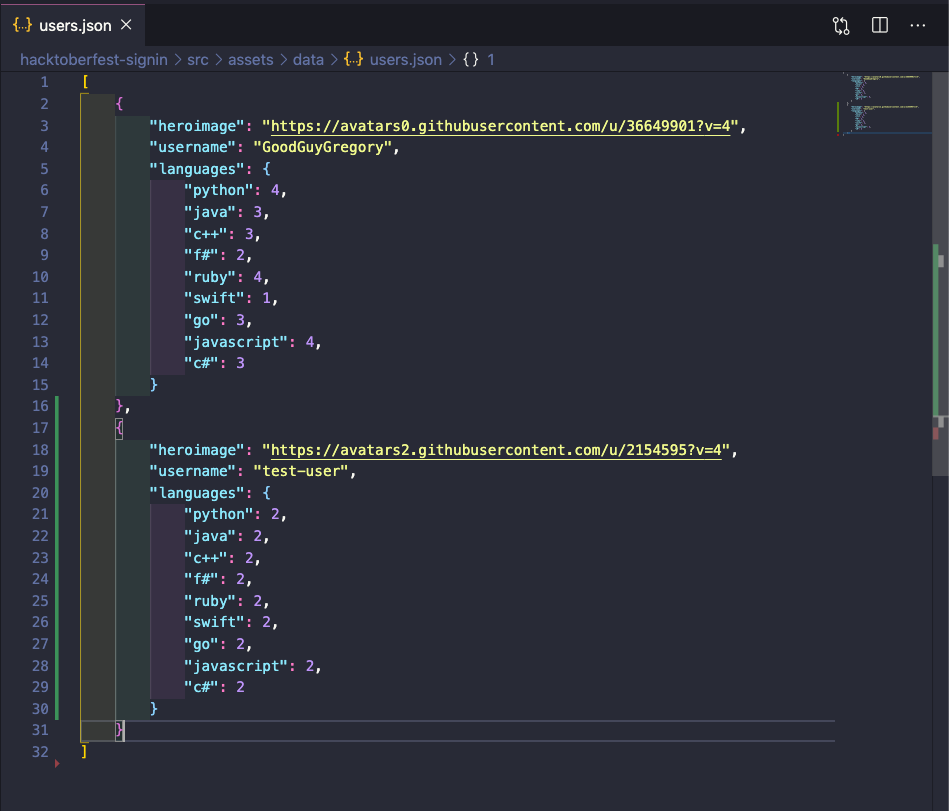 {...} users.json ×
hacktoberfest-signin > src > assets > data > {...} users.json > {} 1
1 [
2 {
3 "heroimage": "https://avatars0.githubusercontent.com/u/36649901?v=4",
4 "username": "GoodGuyGregory",
5 "languages": {
6 "python": 4,
7 "java": 3,
8 "c++": 3,
9 "f#": 2,
10 "ruby": 4,
11 "swift": 1,
12 "go": 3,
13 "javascript": 4,
14 "c#": 3
15 }
16 },
17 {
18 "heroimage": "https://avatars2.githubusercontent.com/u/2154595?v=4",
19 "username": "test-user",
20 "languages": {
21 "python": 2,
22 "java": 2,
23 "c++": 2,
24 "f#": 2,
25 "ruby": 2,
26 "swift": 2,
27 "go": 2,
28 "javascript": 2,
29 "c#": 2
30 }
31 }
32 ]